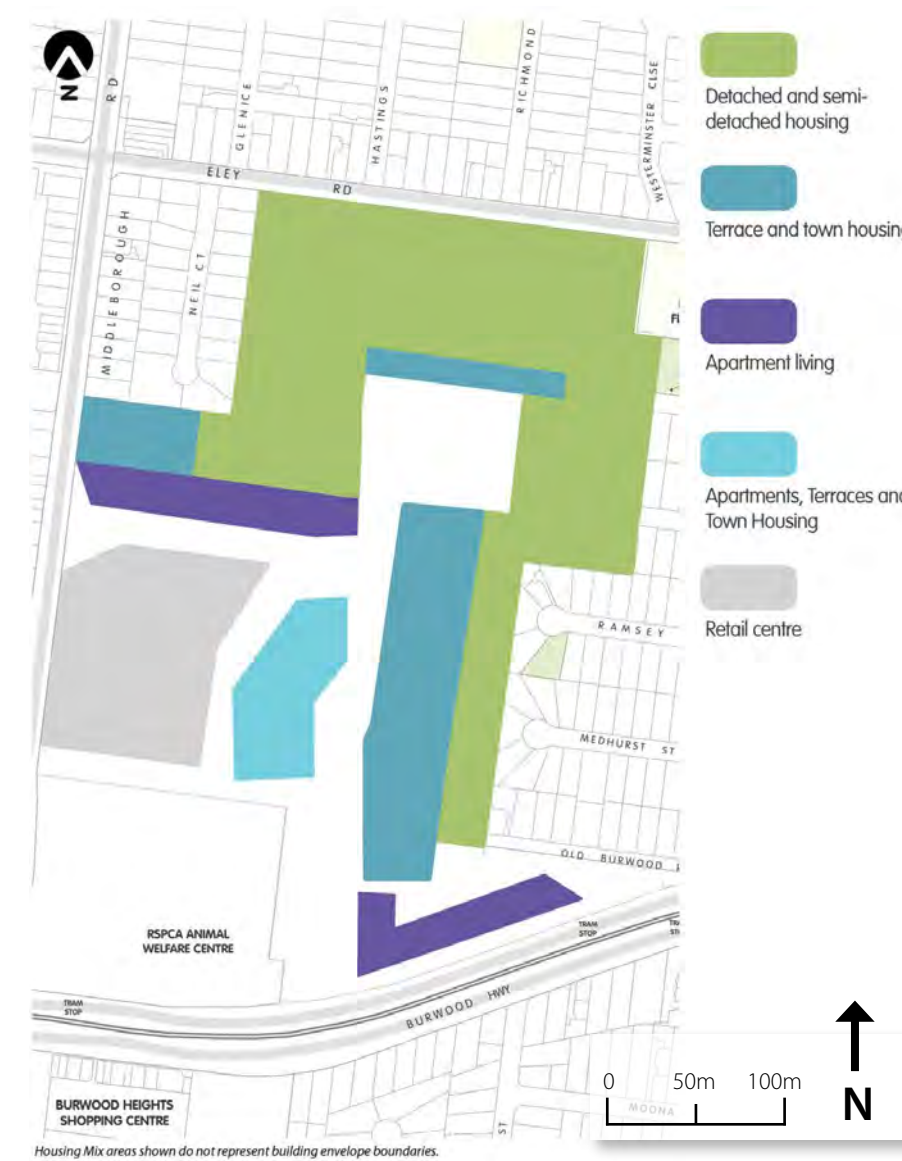 N
RD
GLENICE
HASTINGS
RICHMOND
WESTERMINSTER CLSE
ELEY RD
MIDDLEBOROUGH
NEIL CT
RAMSEY
MEDHURST ST
OLD BURWOOD
RSPCA ANIMAL
WELFARE CENTRE
TRAM
STOP
TRAM
STOP
BURWOOD HWY
BURWOOD HEIGHTS
SHOPPING CENTRE
ST
MOONA
Detached and semi-
detached housing
Terrace and town housing
Apartment living
Apartments, Terraces and
Town Housing
Retail centre
0 50m 100m
N
Housing Mix areas shown do not represent building envelope boundaries.